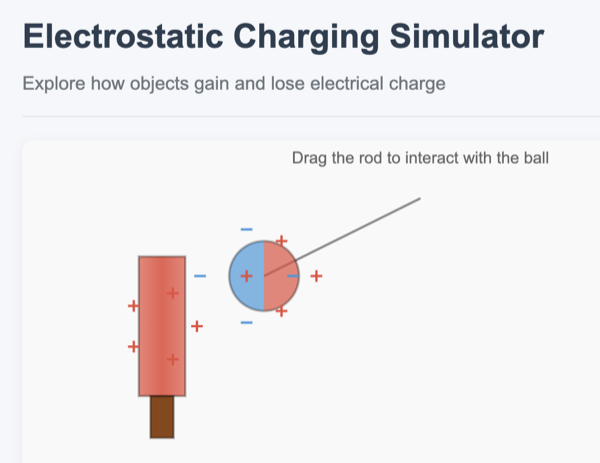 Electrostatic Charging Simulator
Explore how objects gain and lose electrical charge
Drag the rod to interact with the ball